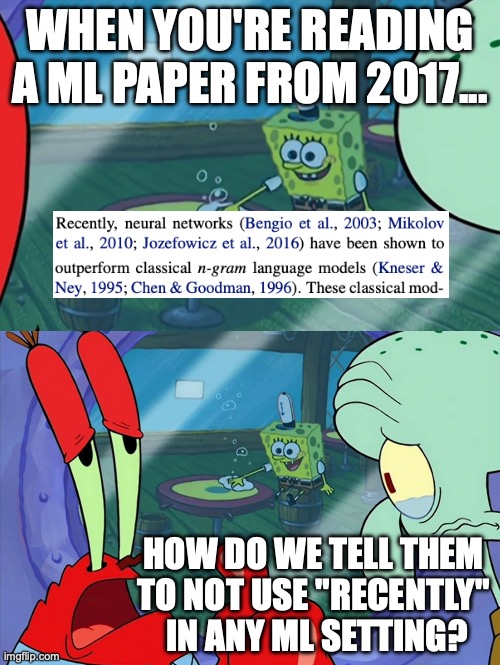 WHEN YOU'RE READING
A ML PAPER FROM 2017...
Recently, neural networks (Bengio et al., 2003; Mikolov
et al., 2010; Jozefowicz et al., 2016) have been shown to
outperform classical n-gram language models (Kneser &
Ney, 1995; Chen & Goodman, 1996). These classical mod-
HOW DO WE TELL THEM
TO NOT USE "RECENTLY"
IN ANY ML SETTING?
imgflip.com